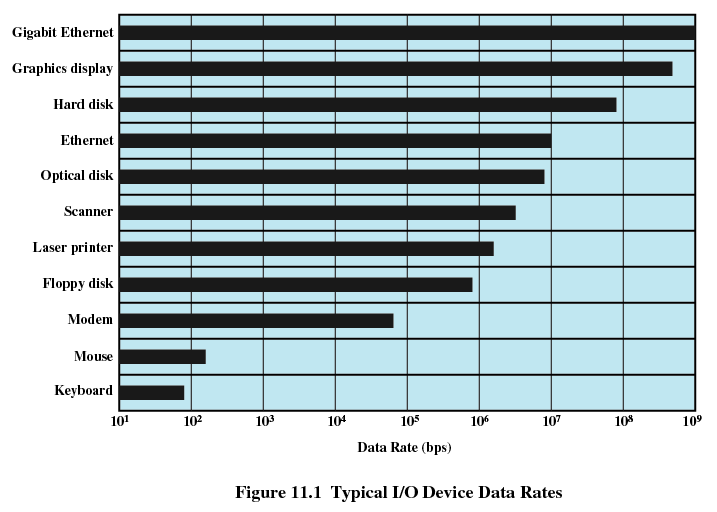 Gigabit Ethernet
Graphics display
Hard disk
Ethernet
Optical disk
Scanner
Laser printer
Floppy disk
Modem
Mouse
Keyboard
10¹ 10² 10³ 10⁴ 10⁵ 10⁶ 10⁷ 10⁸ 10⁹
Data Rate (bps)
Figure 11.1 Typical I/O Device Data Rates